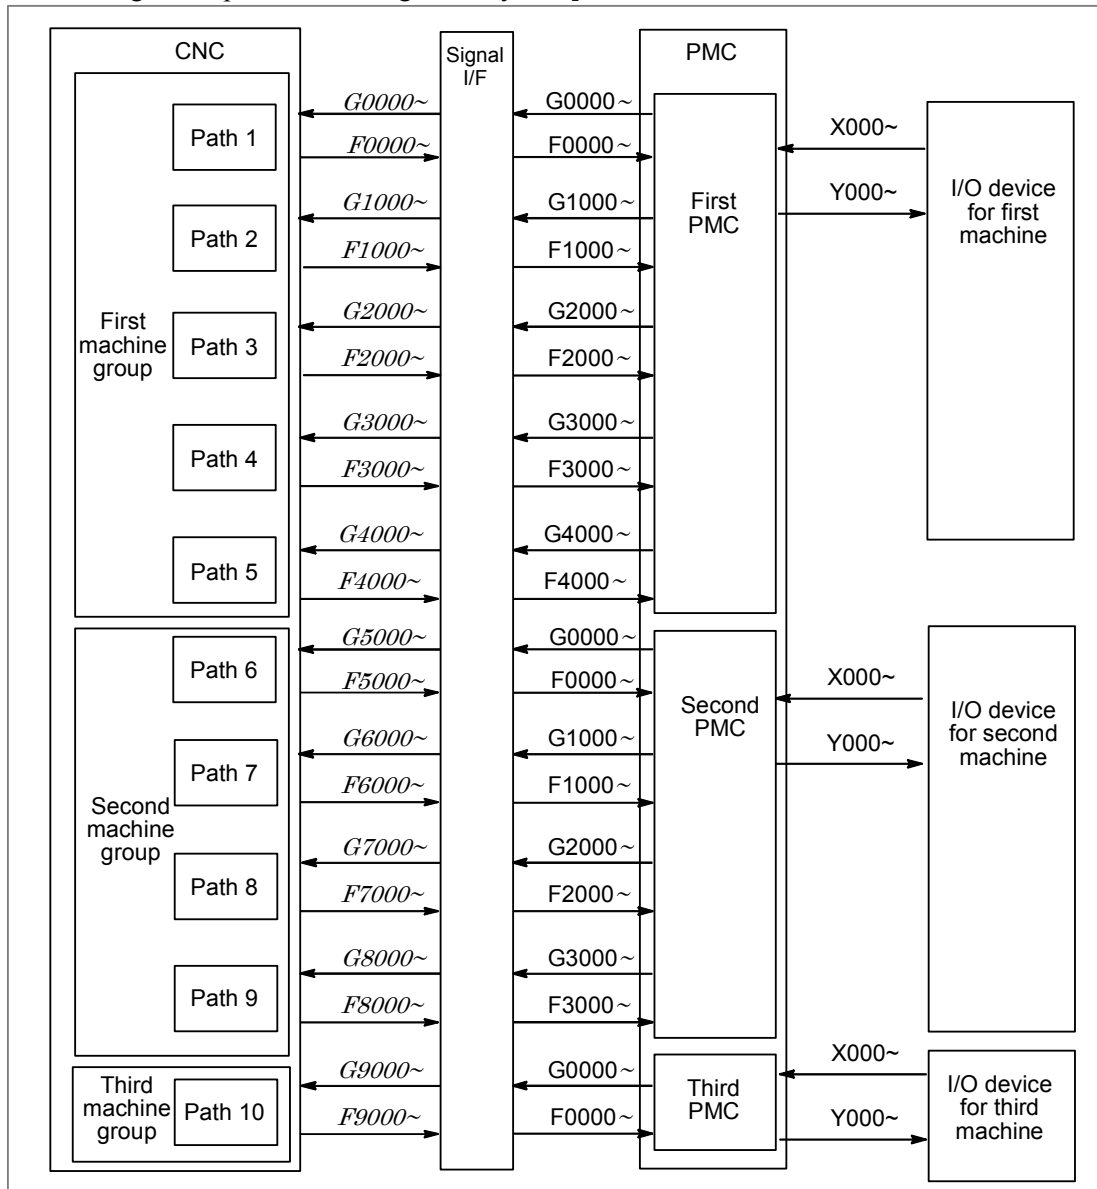 CNC
Signal
I/F
PMC
G0000~
G0000~
X000~
Path 1
F0000~
F0000~
I/O device
for first
machine
Y000~
G1000~
G1000~
First
PMC
Path 2
F1000~
F1000~
G2000~
G2000~
First
machine
group
Path 3
F2000~
F2000~
G3000~
G3000~
Path 4
F3000~
F3000~
G4000~
G4000~
Path 5
F4000~
F4000~
G5000~
G0000~
Path 6
X000~
F5000~
F0000~
Second
PMC
I/O device
for second
machine
G6000~
G1000~
Y000~
Path 7
F6000~
F1000~
Second
machine
group
G7000~
G2000~
Path 8
F7000~
F2000~
G8000~
G3000~
Path 9
F8000~
F3000~
X000~
G9000~
G0000~
Third
machine
group
Path 10
Third
PMC
I/O device
for third
machine
F9000~
F0000~
Y000~